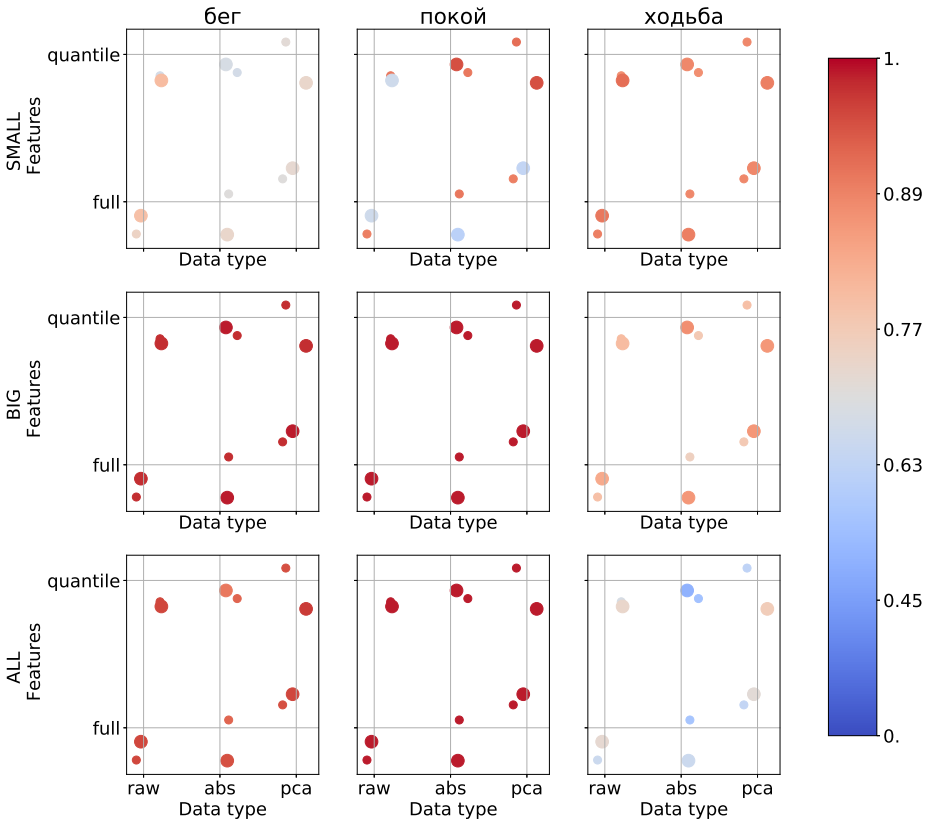 бег
покой
ходьба
SMALL
Features
quantile
full
Data type
Data type
Data type
BIG
Features
quantile
full
Data type
Data type
Data type
ALL
Features
quantile
full
raw
abs
pca
raw
abs
pca
raw
abs
pca
Data type
Data type
Data type
1.
0.89
0.77
0.63
0.45
0.